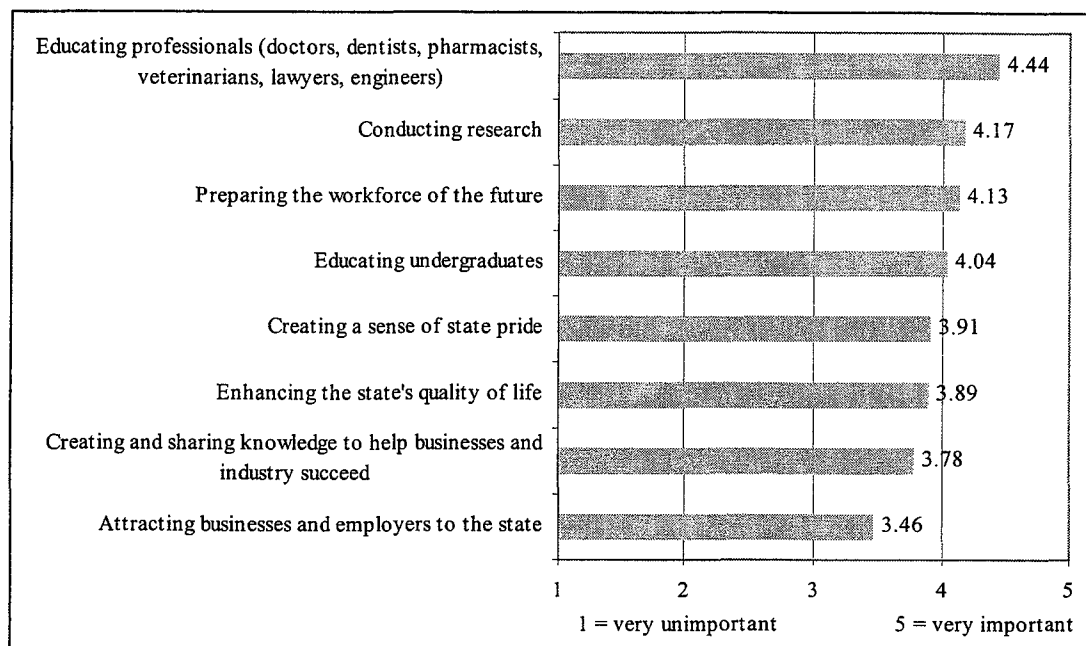 Educating professionals (doctors, dentists, pharmacists,
veterinarians, lawyers, engineers)
4.44
Conducting research
4.17
Preparing the workforce of the future
4.13
Educating undergraduates
4.04
Creating a sense of state pride
3.91
Enhancing the state's quality of life
3.89
Creating and sharing knowledge to help businesses and
industry succeed
3.78
Attracting businesses and employers to the state
3.46
1 2 3 4 5
1 = very unimportant 5 = very important